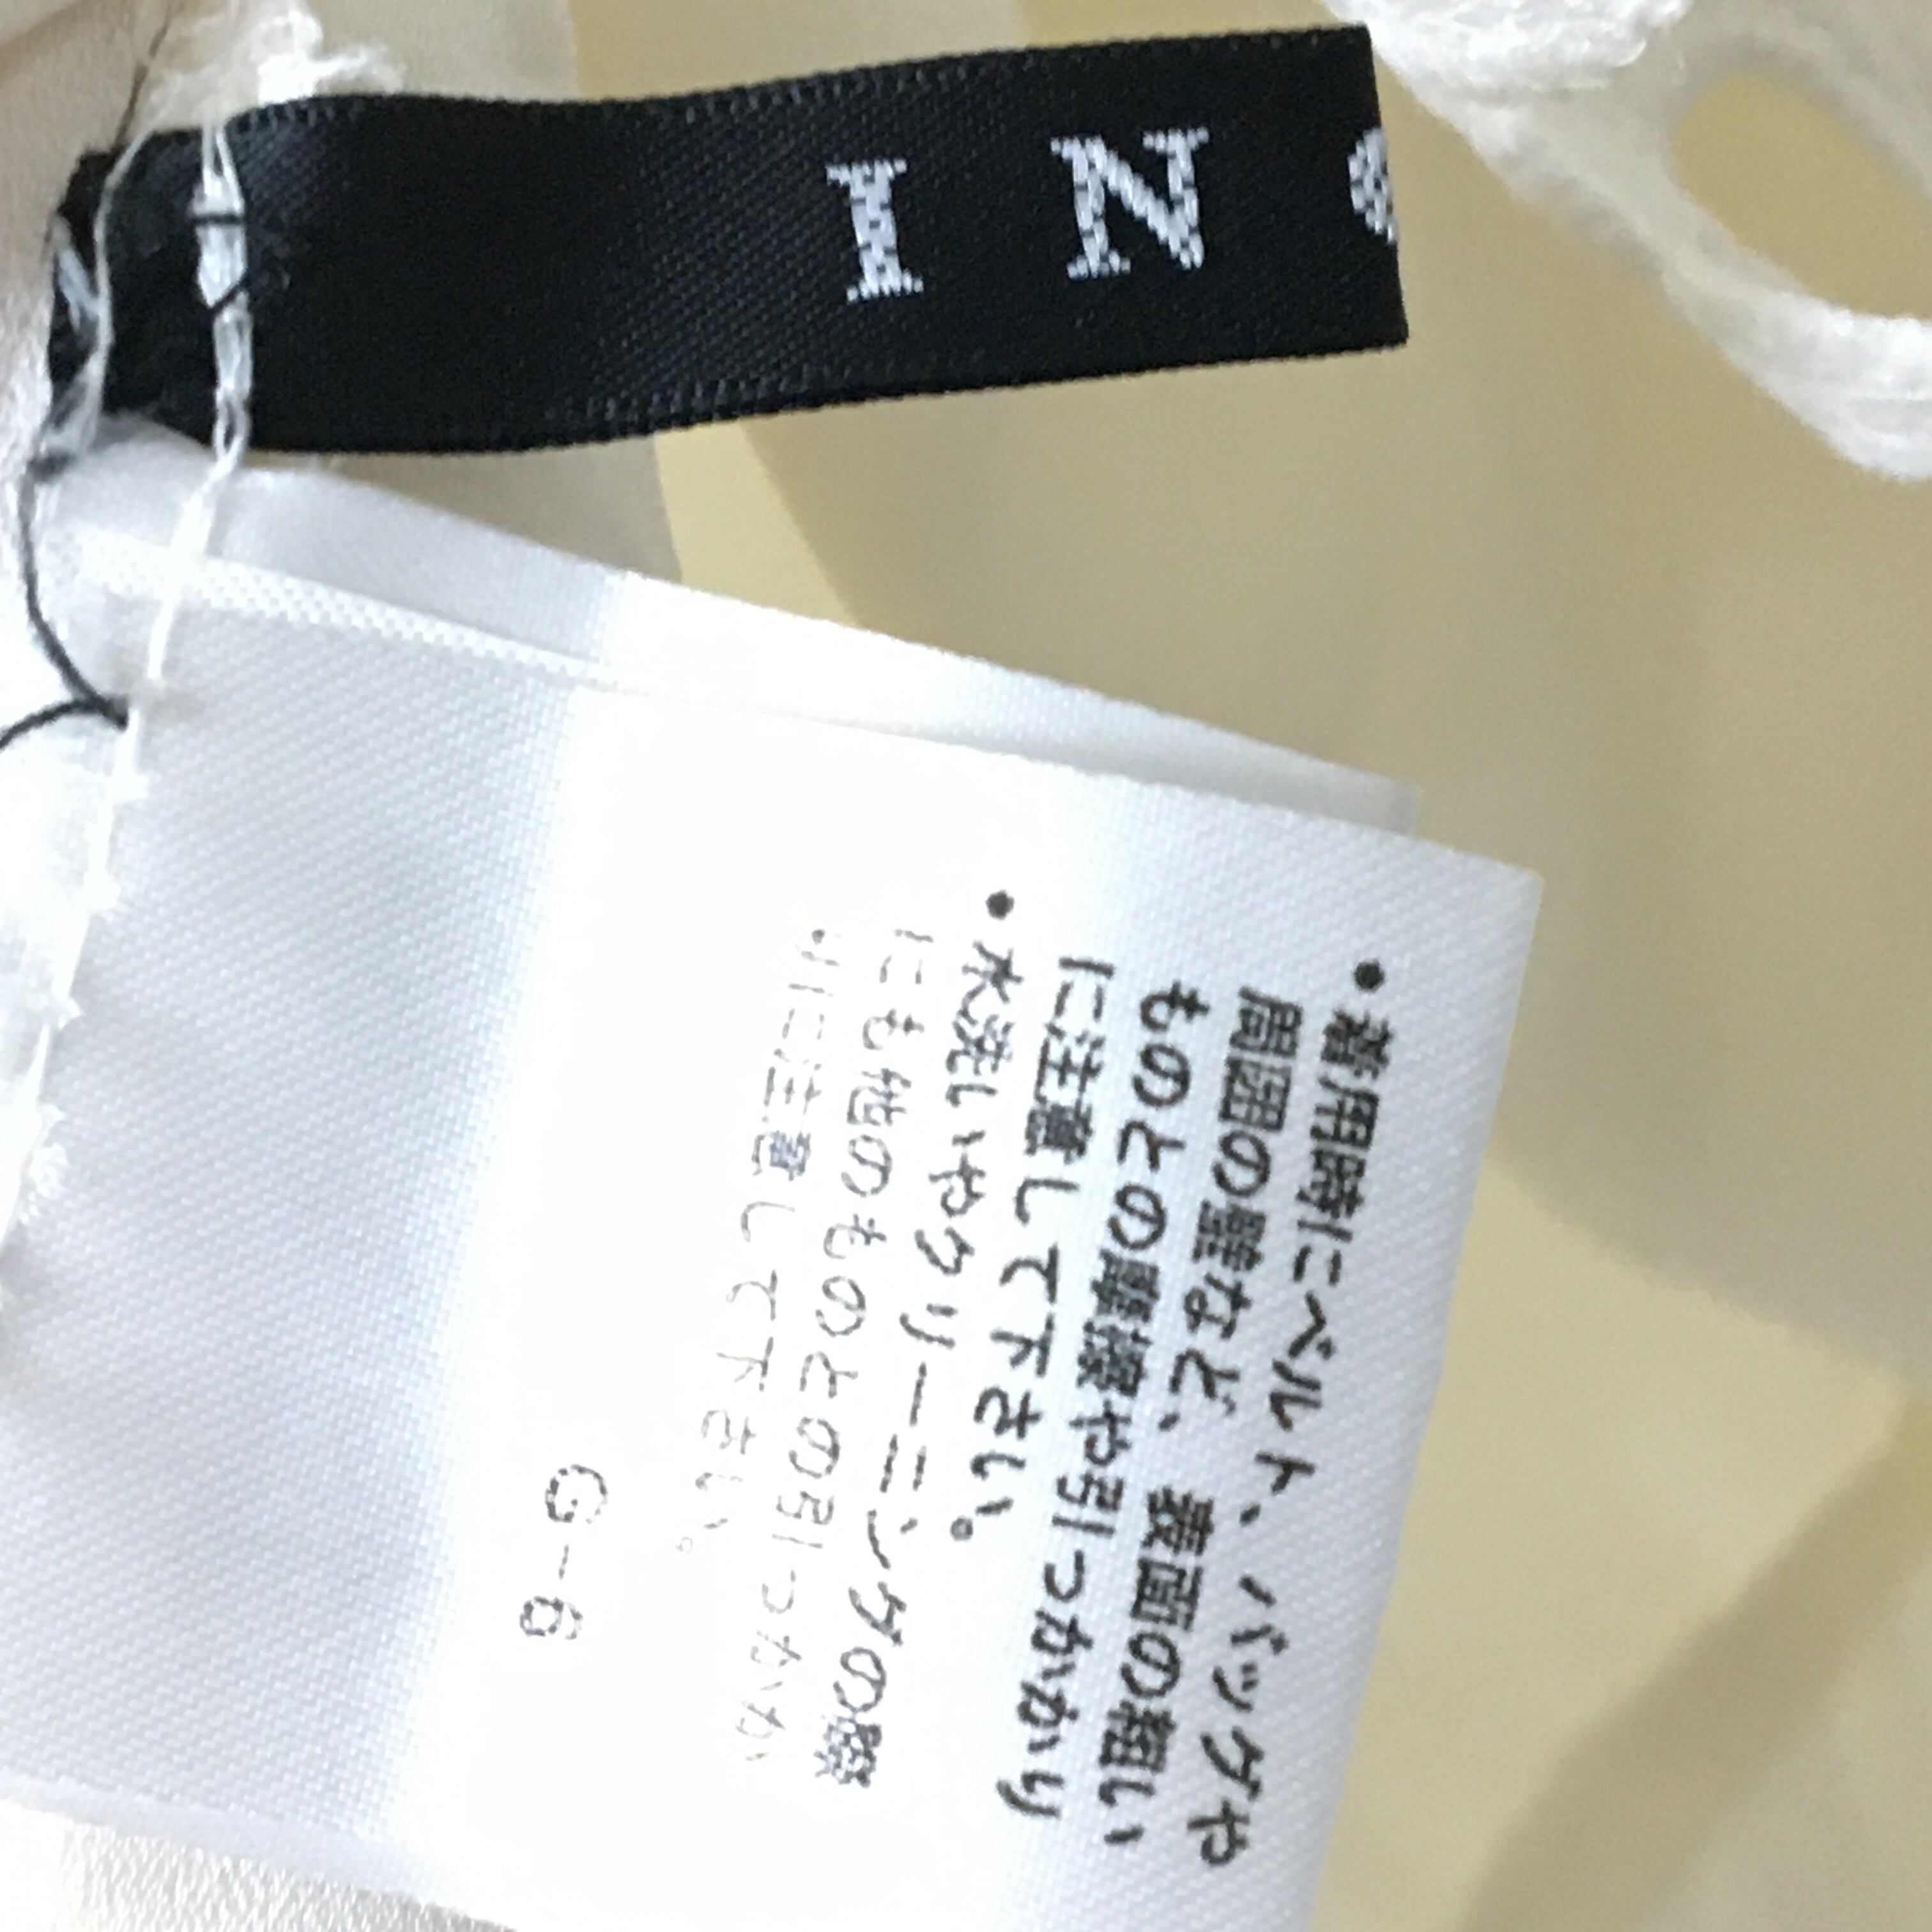 IN
・着用時にベルト、バッグや
周囲の壁など、表面の粗い
ものとの摩擦や引つかかり
に注意して下さい。
・水洗いやクリーニングの際
にも他のものとの引つかか
りに注意して下さい。
G-6